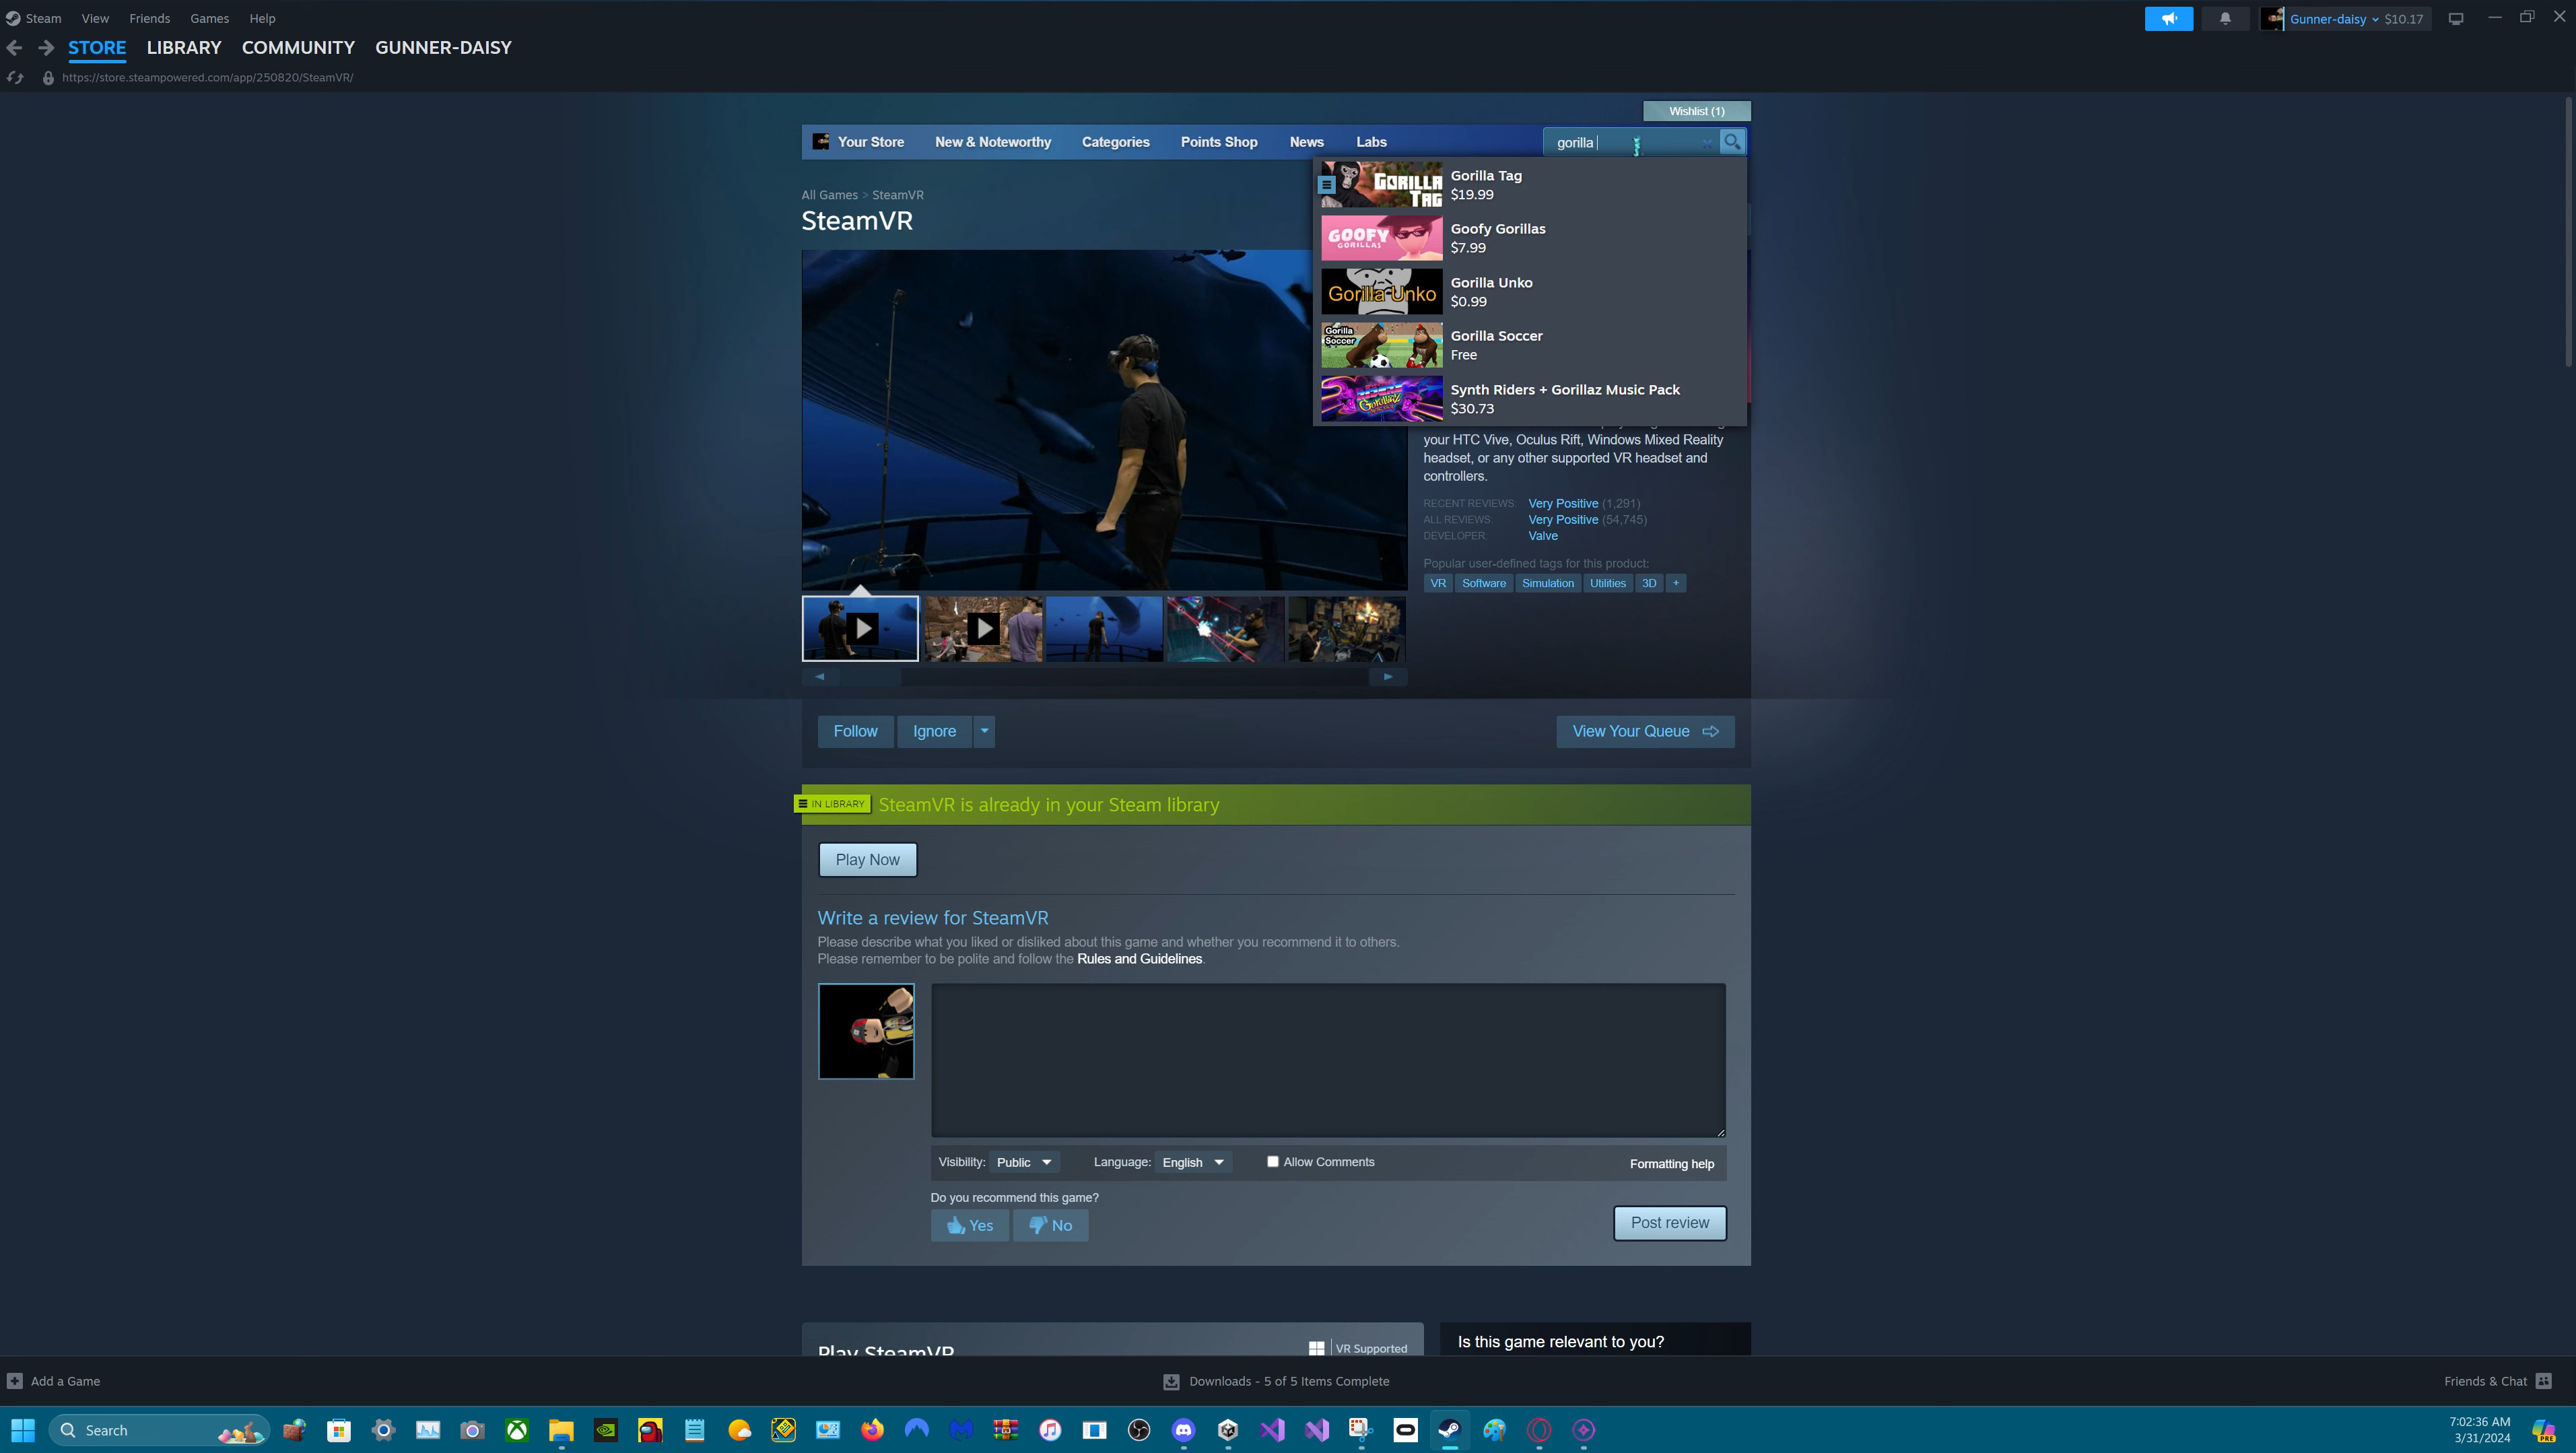 Steam View Friends Games Help
Gunner-daisy $10.17
STORE LIBRARY COMMUNITY GUNNER-DAISY
https://store.steampowered.com/app/250820/SteamVR/
Wishlist (1)
Your Store New & Noteworthy Categories Points Shop News Labs
gorilla
All Games > SteamVR
SteamVR
GORILLA TAG
Gorilla Tag
$19.99
GOOFY GORILLAS
Goofy Gorillas
$7.99
Gorilla Unko
Gorilla Unko
$0.99
Gorilla Soccer
Gorilla Soccer
Free
Gorillaz
Synth Riders + Gorillaz Music Pack
$30.73
your HTC Vive, Oculus Rift, Windows Mixed Reality
headset, or any other supported VR headset and
controllers.
RECENT REVIEWS: Very Positive (1,291)
ALL REVIEWS: Very Positive (54,745)
DEVELOPER: Valve
Popular user-defined tags for this product:
VR Software Simulation Utilities 3D +
Follow Ignore
View Your Queue
IN LIBRARY SteamVR is already in your Steam library
Play Now
Write a review for SteamVR
Please describe what you liked or disliked about this game and whether you recommend it to others.
Please remember to be polite and follow the Rules and Guidelines.
Visibility: Public Language: English Allow Comments Formatting help
Do you recommend this game?
Yes No
Post review
Play SteamVR
VR Supported
Is this game relevant to you?
Add a Game
Downloads - 5 of 5 Items Complete
Friends & Chat
Search
7:02:36 AM
3/31/2024
PRE